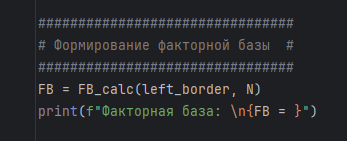 ################################
# Формирование факторной базы  #
################################
FB = FB_calc(left_border, N)
print(f"Факторная база: \n{FB = }")